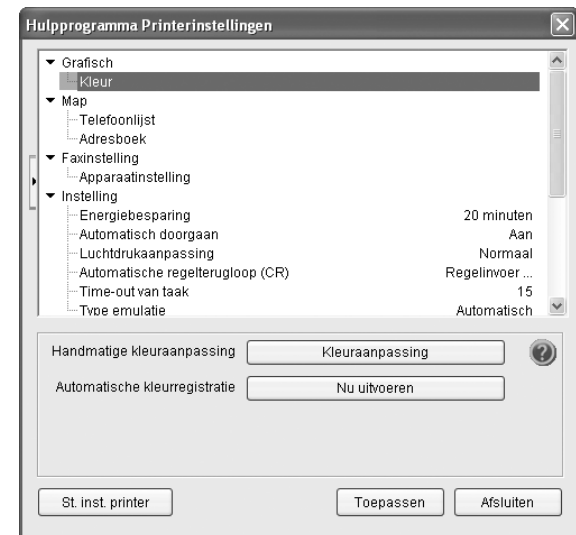 Hulpprogramma Printerinstellingen
Grafisch
Kleur
Map
Telefoonlijst
Adresboek
Faxinstelling
Apparaatinstelling
Instelling
Energiebesparing 20 minuten
Automatisch doorgaan Aan
Luchtdrukaanpassing Normaal
Automatische regelterugloop (CR) Regelinvoer ...
Time-out van taak 15
Type emulatie Automatisch
Handmatige kleuraanpassing Kleuraanpassing
Automatische kleurregistratie Nu uitvoeren
St. inst. printer Toepassen Afsluiten